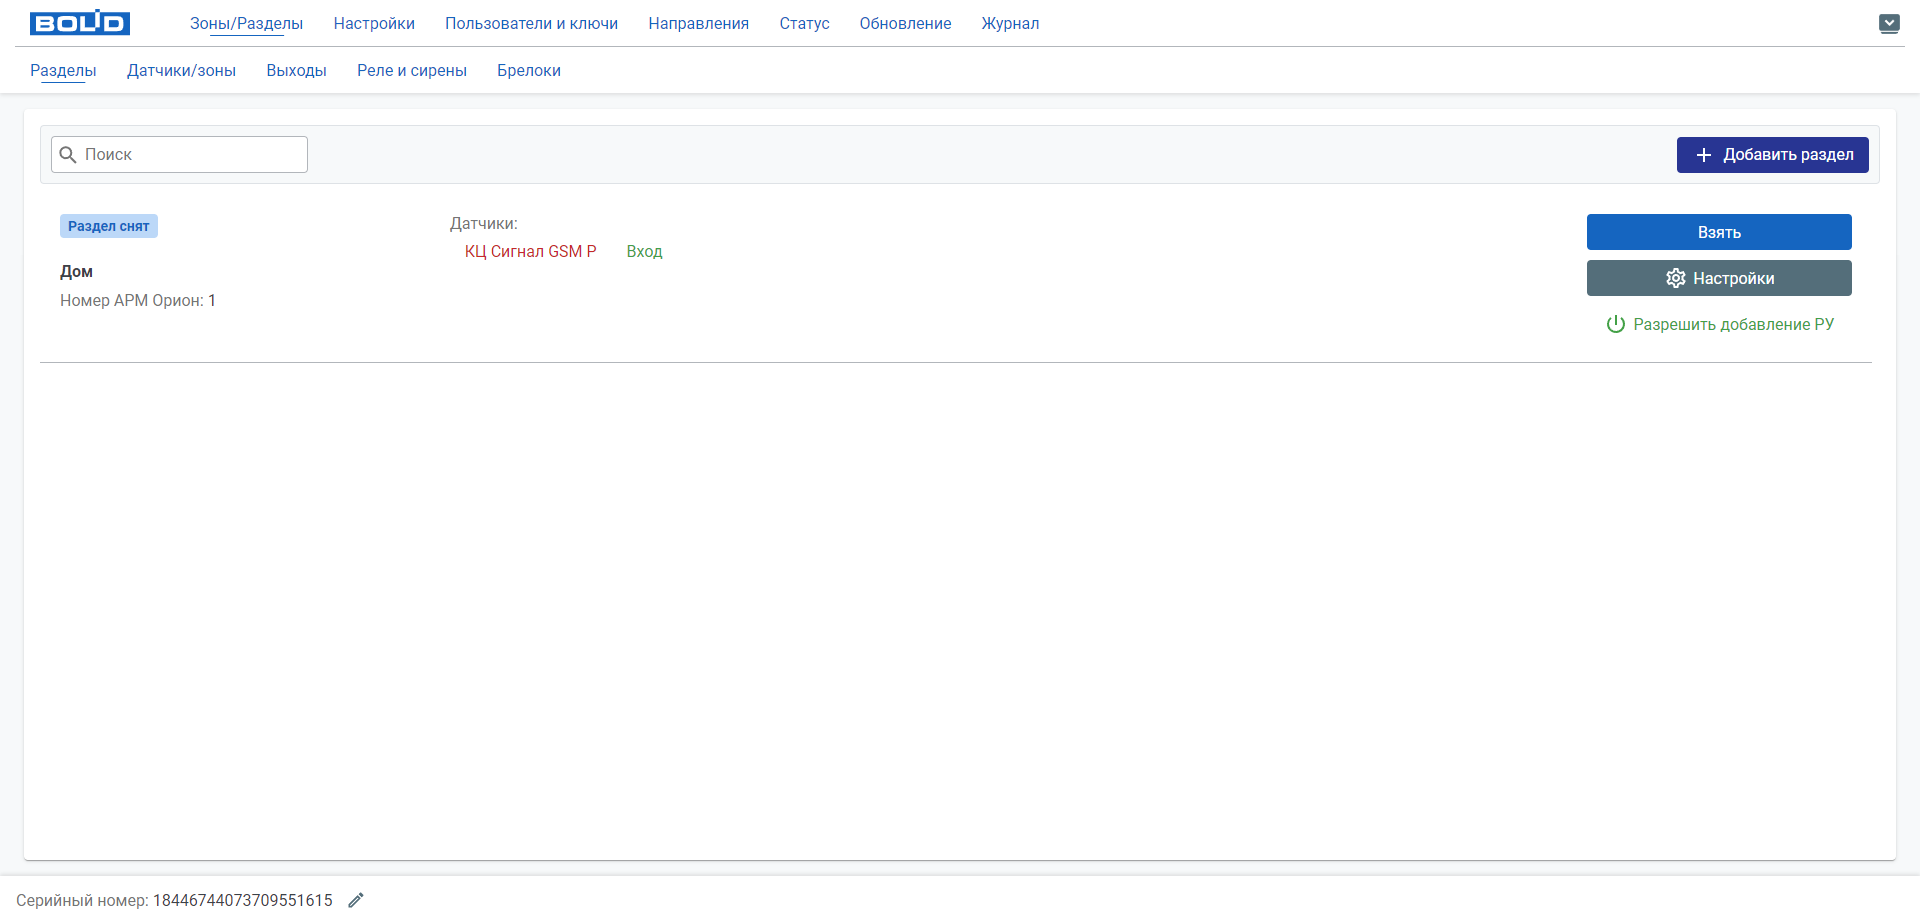 BOLID Зоны/Разделы Настройки Пользователи и ключи Направления Статус Обновление Журнал
Разделы Датчики/зоны Выходы Реле и сирены Брелоки
Поиск Добавить раздел
Раздел снят Датчики: Взять
КЦ Сигнал GSM Р Вход
Дом Настройки
Номер АРМ Орион: 1
Разрешить добавление РУ
Серийный номер: 18446744073709551615